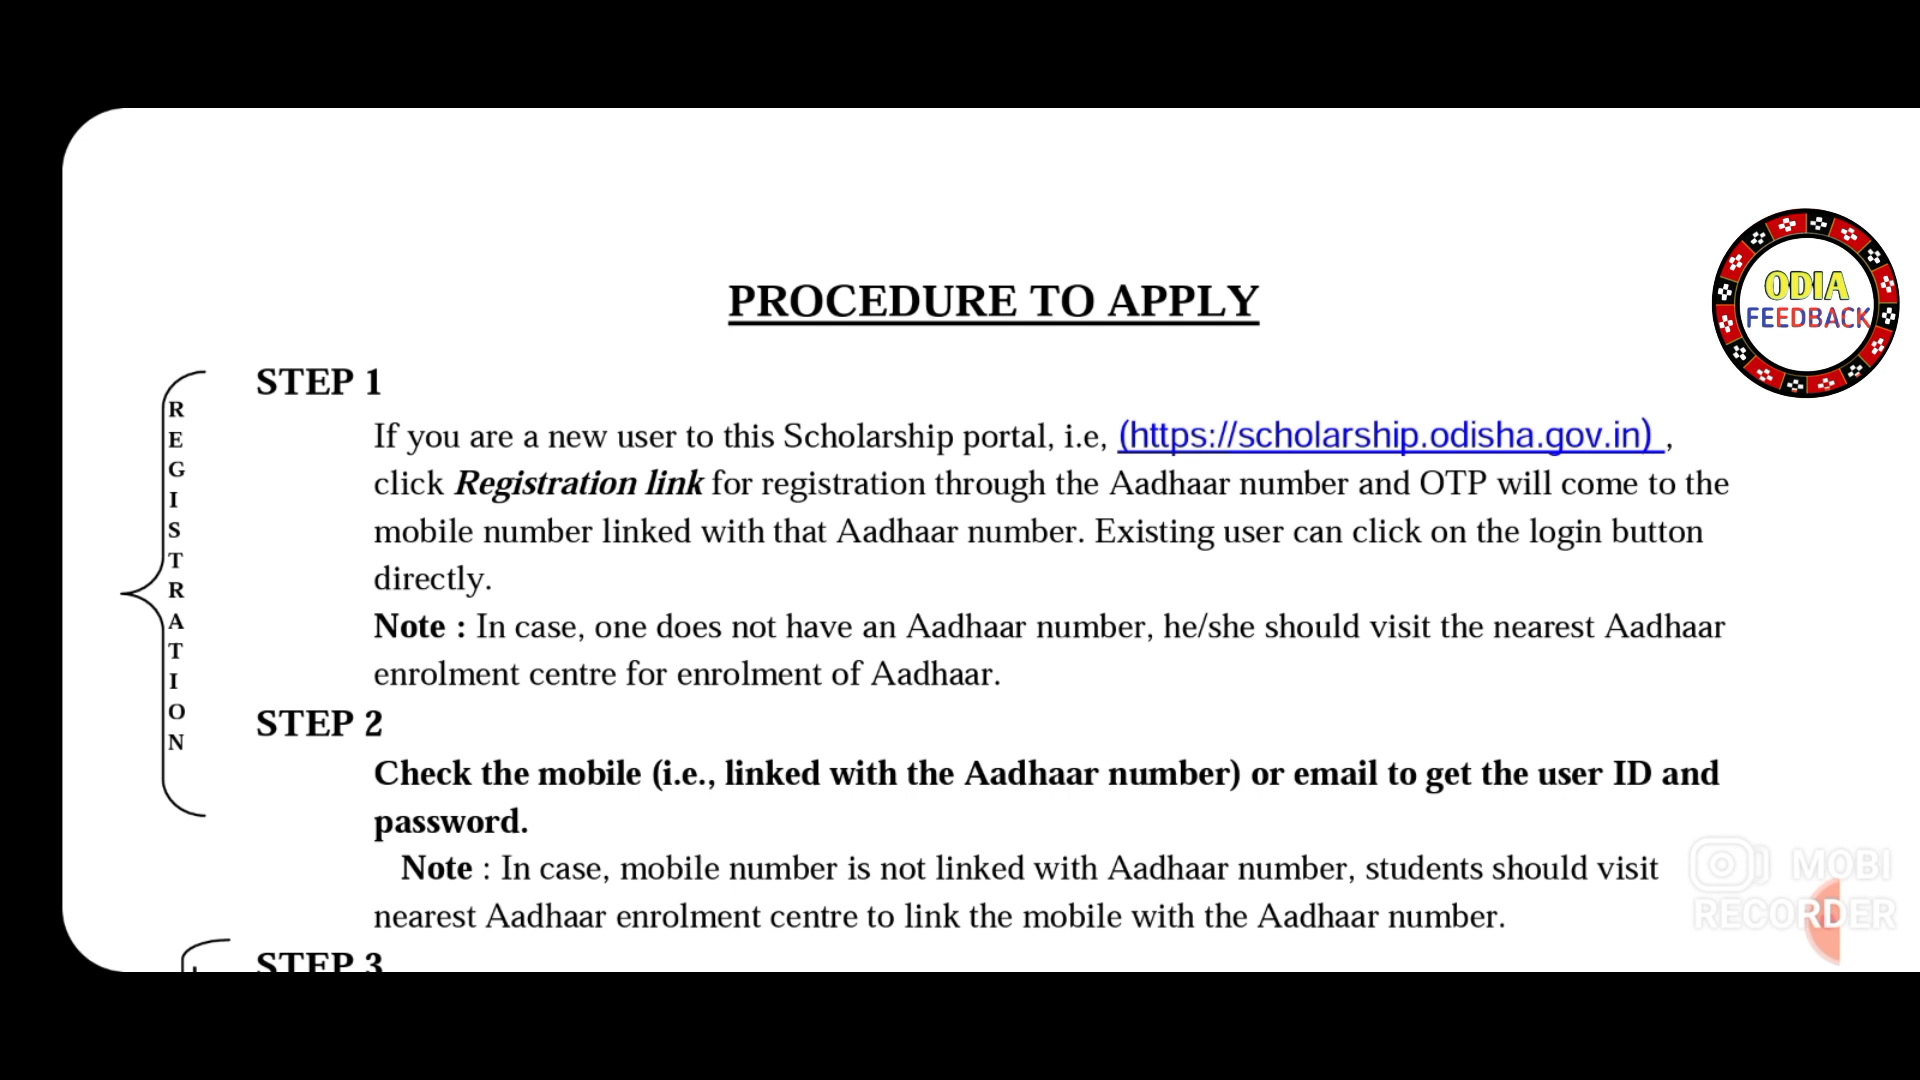 PROCEDURE TO APPLY
ODIA
FEEDBACK
REGISTRATION
STEP 1
If you are a new user to this Scholarship portal, i.e, (https://scholarship.odisha.gov.in) ,
click Registration link for registration through the Aadhaar number and OTP will come to the
mobile number linked with that Aadhaar number. Existing user can click on the login button
directly.
Note : In case, one does not have an Aadhaar number, he/she should visit the nearest Aadhaar
enrolment centre for enrolment of Aadhaar.
STEP 2
Check the mobile (i.e., linked with the Aadhaar number) or email to get the user ID and
password.
Note : In case, mobile number is not linked with Aadhaar number, students should visit
nearest Aadhaar enrolment centre to link the mobile with the Aadhaar number.
MOBI
RECORDER
STEP 3